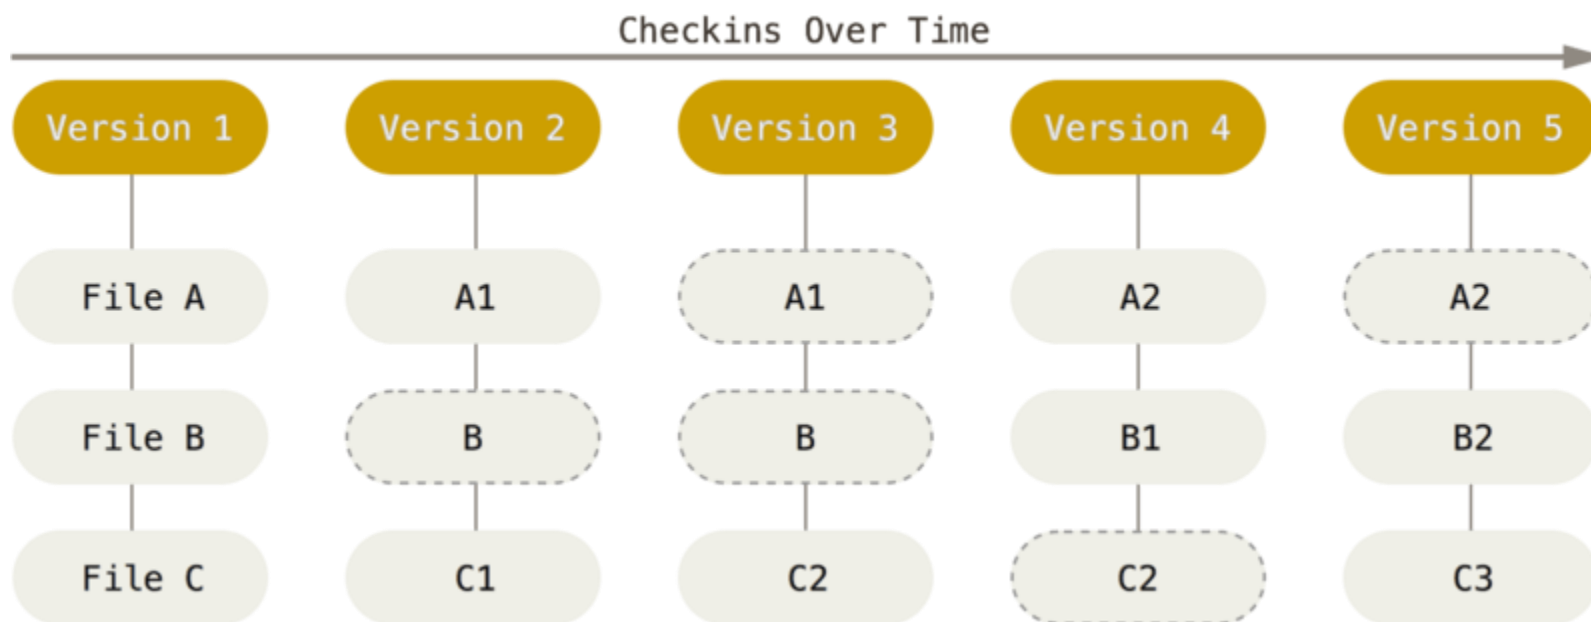 Checkins Over Time
Version 1 Version 2 Version 3 Version 4 Version 5
File A A1 A1 A2 A2
File B B B B1 B2
File C C1 C2 C2 C3